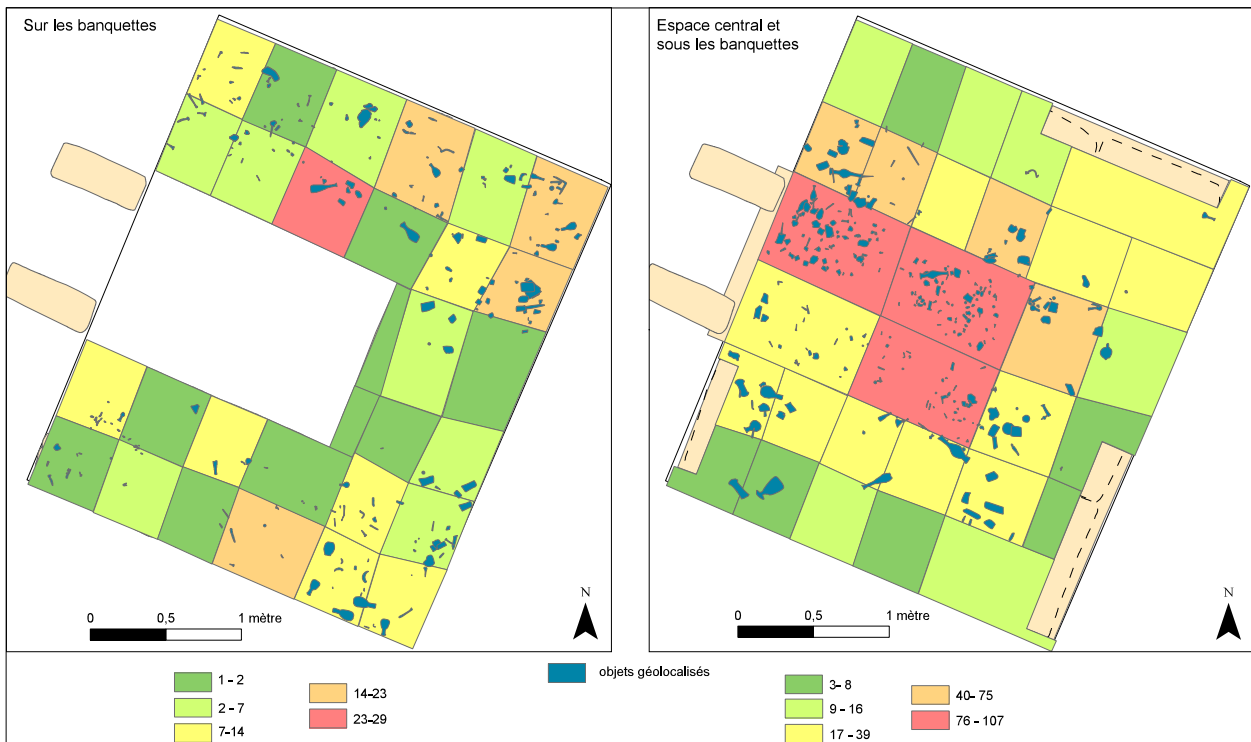 Sur les banquettes
Espace central et
sous les banquettes
N
0 0,5 1 mètre
N
0 0,5 1 mètre
1 - 2
2 - 7
7-14
14-23
23-29
objets géolocalisés
3- 8
9 - 16
17 - 39
40- 75
76 - 107